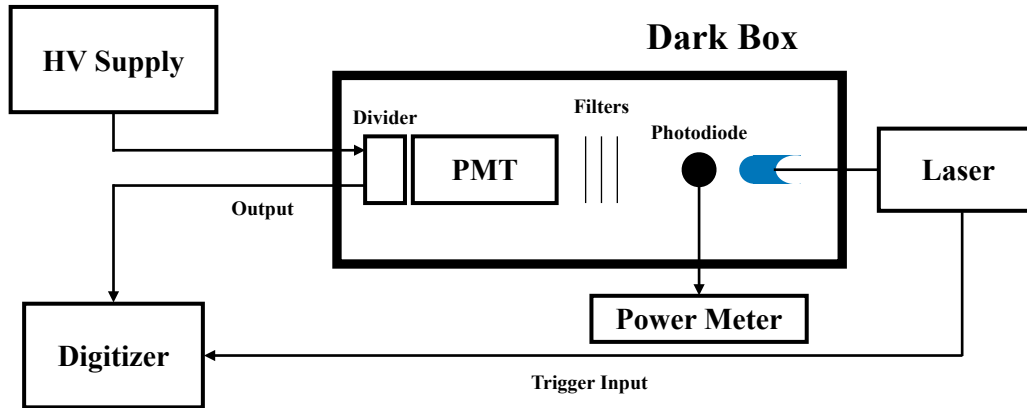 Dark Box
HV Supply
Divider
Filters
Photodiode
PMT
Laser
Output
Power Meter
Digitizer
Trigger Input